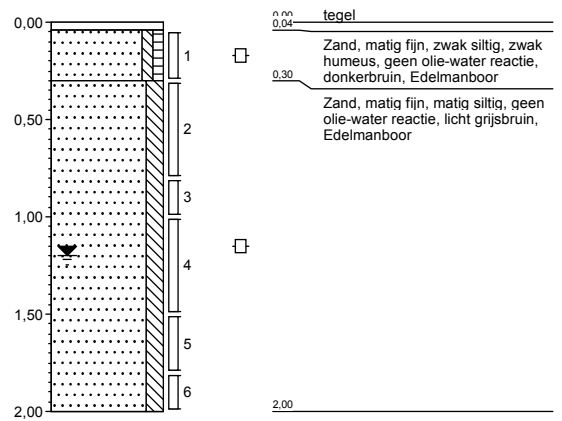 0,00
0,50
1,00
1,50
2,00
1
2
3
4
5
6
0,00 tegel
0,04
Zand, matig fijn, zwak siltig, zwak
humeus, geen olie-water reactie,
donkerbruin, Edelmanboor
0,30
Zand, matig fijn, matig siltig, geen
olie-water reactie, licht grijsbruin,
Edelmanboor
2,00